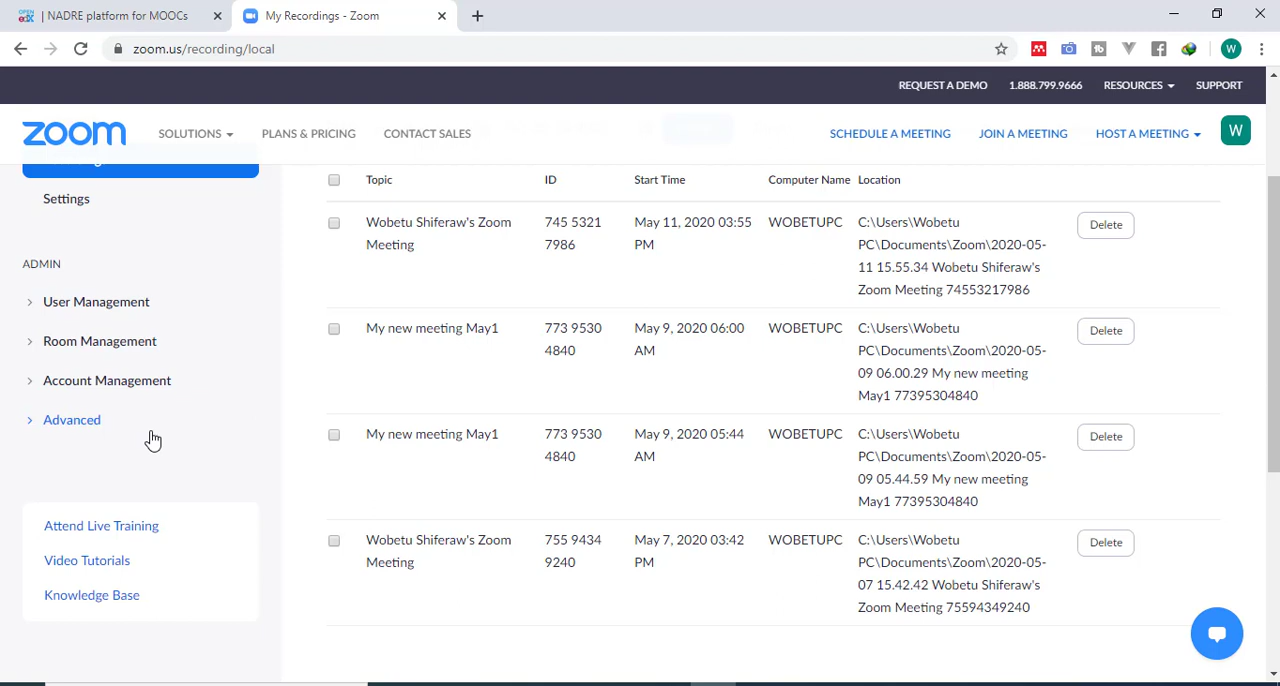 | NADRE platform for MOOCs
My Recordings - Zoom
zoom.us/recording/local
W
REQUEST A DEMO 1.888.799.9666 RESOURCES SUPPORT
zoom SOLUTIONS PLANS & PRICING CONTACT SALES SCHEDULE A MEETING JOIN A MEETING HOST A MEETING W
Settings
ADMIN
User Management
Room Management
Account Management
Advanced
Attend Live Training
Video Tutorials
Knowledge Base
Topic ID Start Time Computer Name Location
Wobetu Shiferaw's Zoom 745 5321 May 11, 2020 03:55 WOBETUPC C:\Users\Wobetu Delete
Meeting 7986 PM PC\Documents\Zoom\2020-05-
11 15.55.34 Wobetu Shiferaw's
Zoom Meeting 74553217986
My new meeting May1 773 9530 May 9, 2020 06:00 WOBETUPC C:\Users\Wobetu Delete
4840 AM PC\Documents\Zoom\2020-05-
09 06.00.29 My new meeting
May1 77395304840
My new meeting May1 773 9530 May 9, 2020 05:44 WOBETUPC C:\Users\Wobetu Delete
4840 AM PC\Documents\Zoom\2020-05-
09 05.44.59 My new meeting
May1 77395304840
Wobetu Shiferaw's Zoom 755 9434 May 7, 2020 03:42 WOBETUPC C:\Users\Wobetu Delete
Meeting 9240 PM PC\Documents\Zoom\2020-05-
07 15.42.42 Wobetu Shiferaw's
Zoom Meeting 75594349240